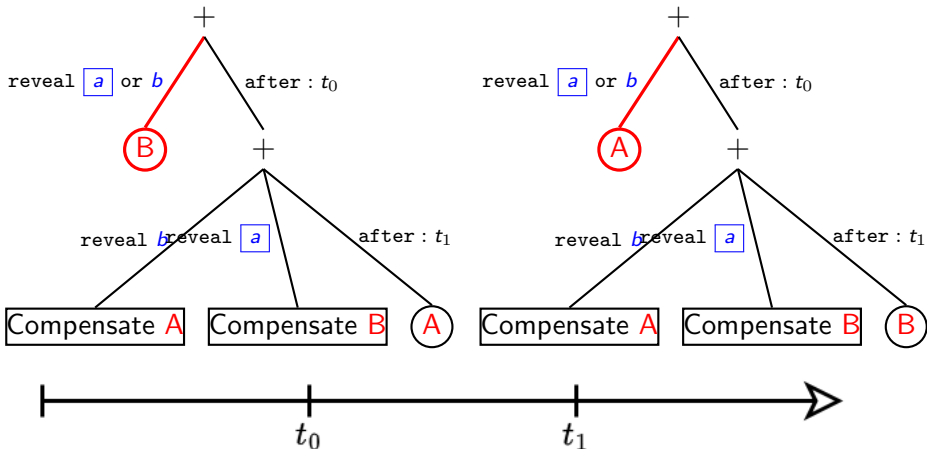 + +
reveal a or b after : t0 reveal a or b after : t0
B A
+ +
reveal b reveal a after : t1 reveal b reveal a after : t1
Compensate A Compensate B A Compensate A Compensate B B
t0 t1